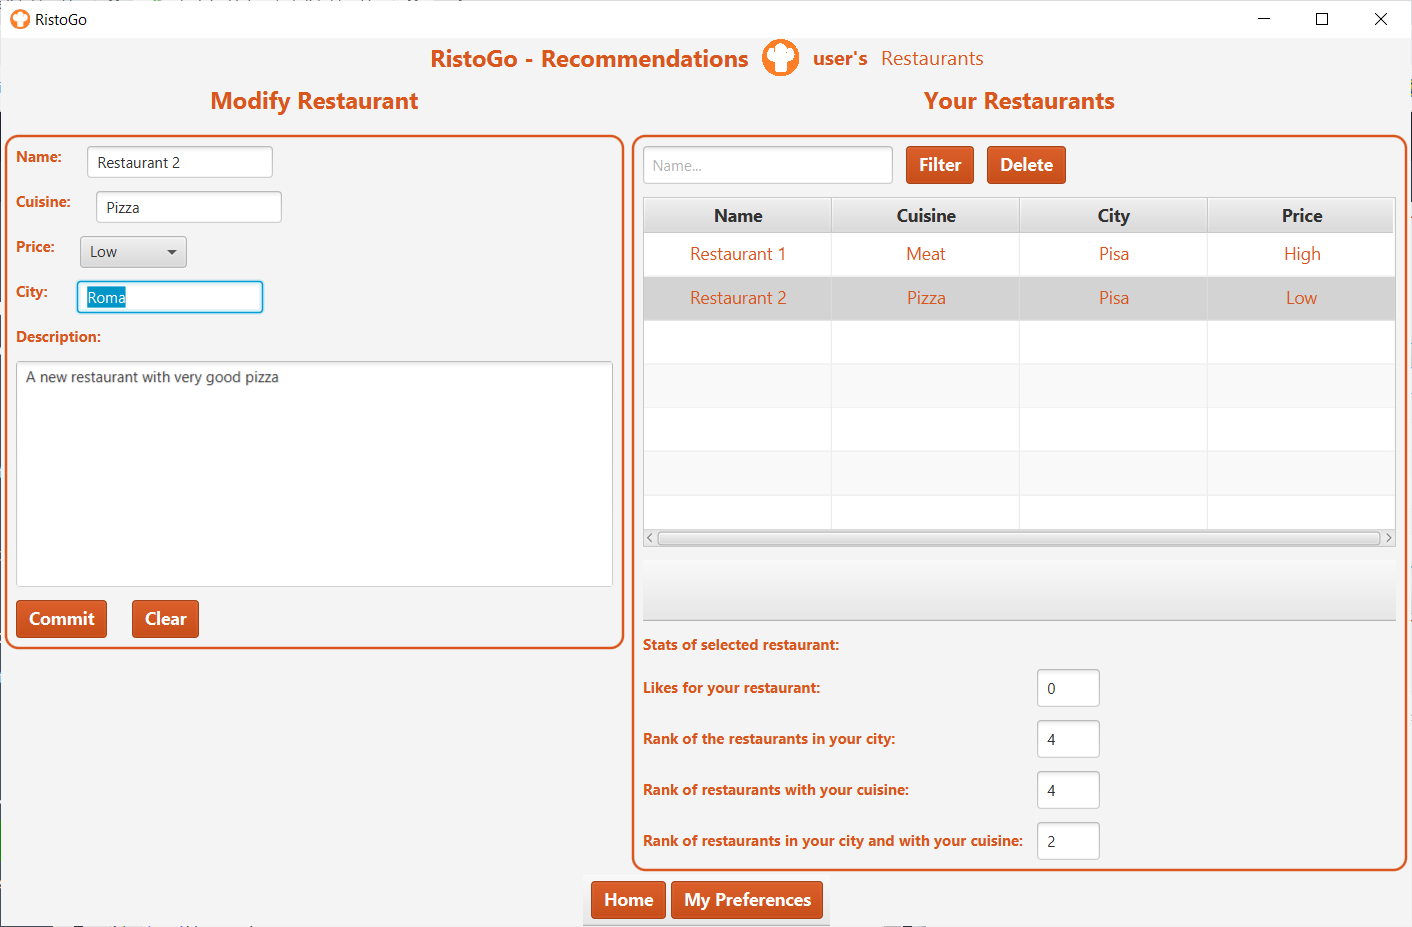 RistoGo
RistoGo - Recommendations user's Restaurants
Modify Restaurant
Name: Restaurant 2
Cuisine: Pizza
Price: Low
City: Roma
Description:
A new restaurant with very good pizza
Commit Clear
Your Restaurants
Name... Filter Delete
Name Cuisine City Price
Restaurant 1 Meat Pisa High
Restaurant 2 Pizza Pisa Low
Stats of selected restaurant:
Likes for your restaurant: 0
Rank of the restaurants in your city: 4
Rank of restaurants with your cuisine: 4
Rank of restaurants in your city and with your cuisine: 2
Home My Preferences